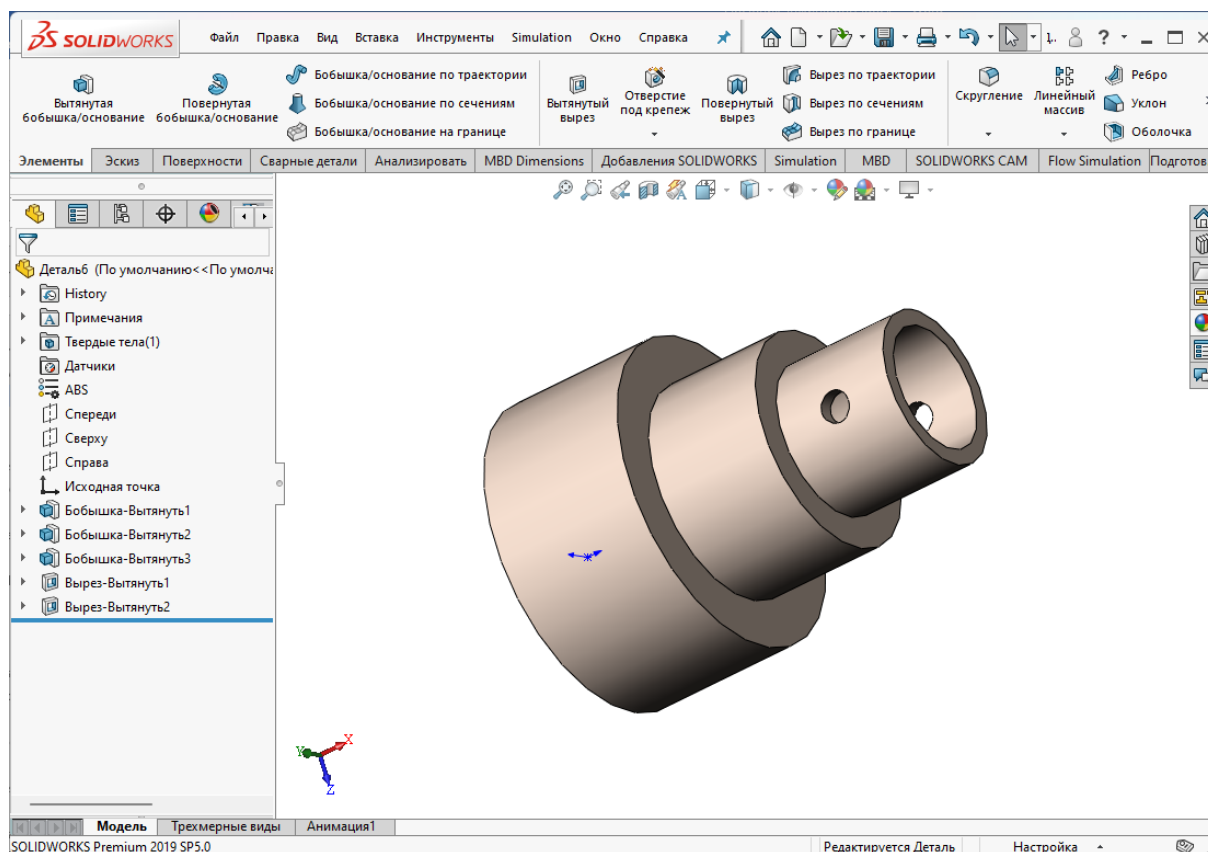 SOLIDWORKS Файл Правка Вид Вставка Инструменты Simulation Окно Справка
Вытянутая бобышка/основание
Повернутая бобышка/основание
Бобышка/основание по траектории
Бобышка/основание по сечениям
Бобышка/основание на границе
Вытянутый вырез
Отверстие под крепеж
Повернутый вырез
Вырез по траектории
Вырез по сечениям
Вырез по границе
Скругление
Линейный массив
Ребро
Уклон
Оболочка
Элементы Эскиз Поверхности Сварные детали Анализировать MBD Dimensions Добавления SOLIDWORKS Simulation MBD SOLIDWORKS CAM Flow Simulation Подготов
Деталь6 (По умолчанию<<По умолча
History
Примечания
Твердые тела(1)
Датчики
ABS
Спереди
Сверху
Справа
Исходная точка
Бобышка-Вытянуть1
Бобышка-Вытянуть2
Бобышка-Вытянуть3
Вырез-Вытянуть1
Вырез-Вытянуть2
Y X
Z
Модель Трехмерные виды Анимация1
SOLIDWORKS Premium 2019 SP5.0 Редактируется Деталь Настройка